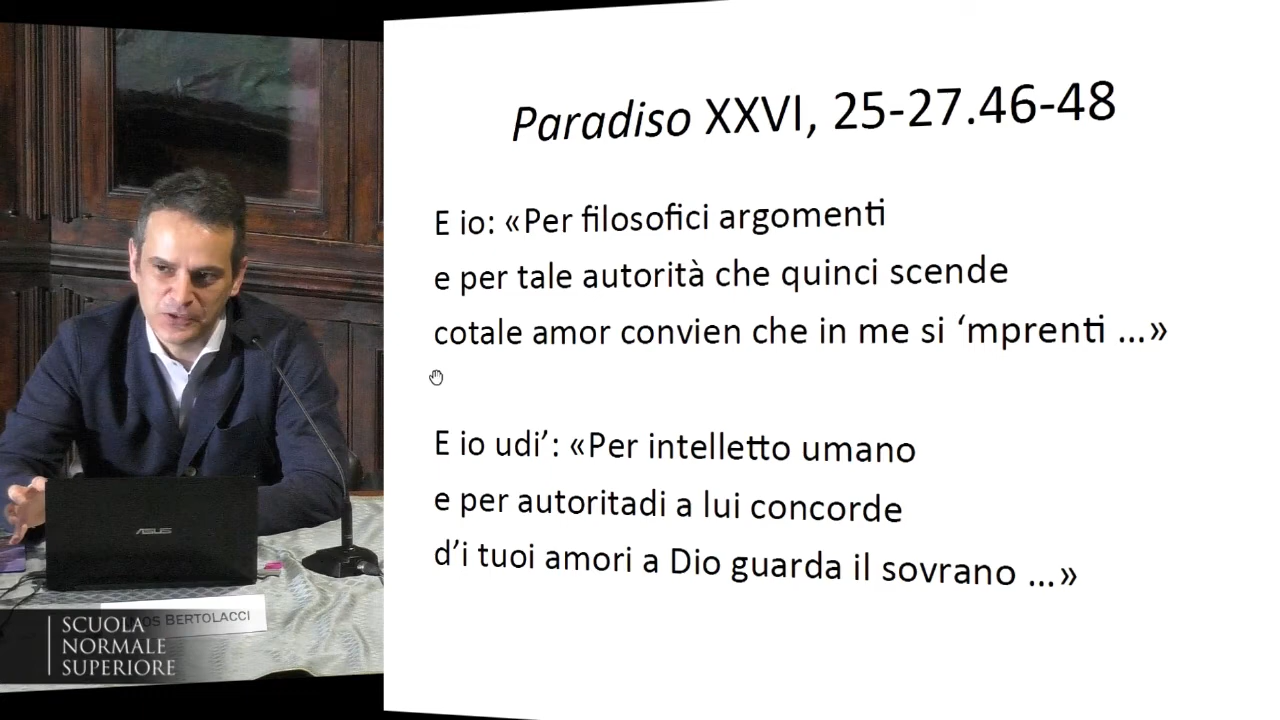 Paradiso XXVI, 25-27.46-48
E io: «Per filosofici argomenti
e per tale autorità che quinci scende
cotale amor convien che in me si ‘mprenti ...»
E io udi’: «Per intelletto umano
e per autoritadi a lui concorde
d’i tuoi amori a Dio guarda il sovrano ...»
ASUS
BERTOLACCI
SCUOLA
NORMALE
SUPERIORE